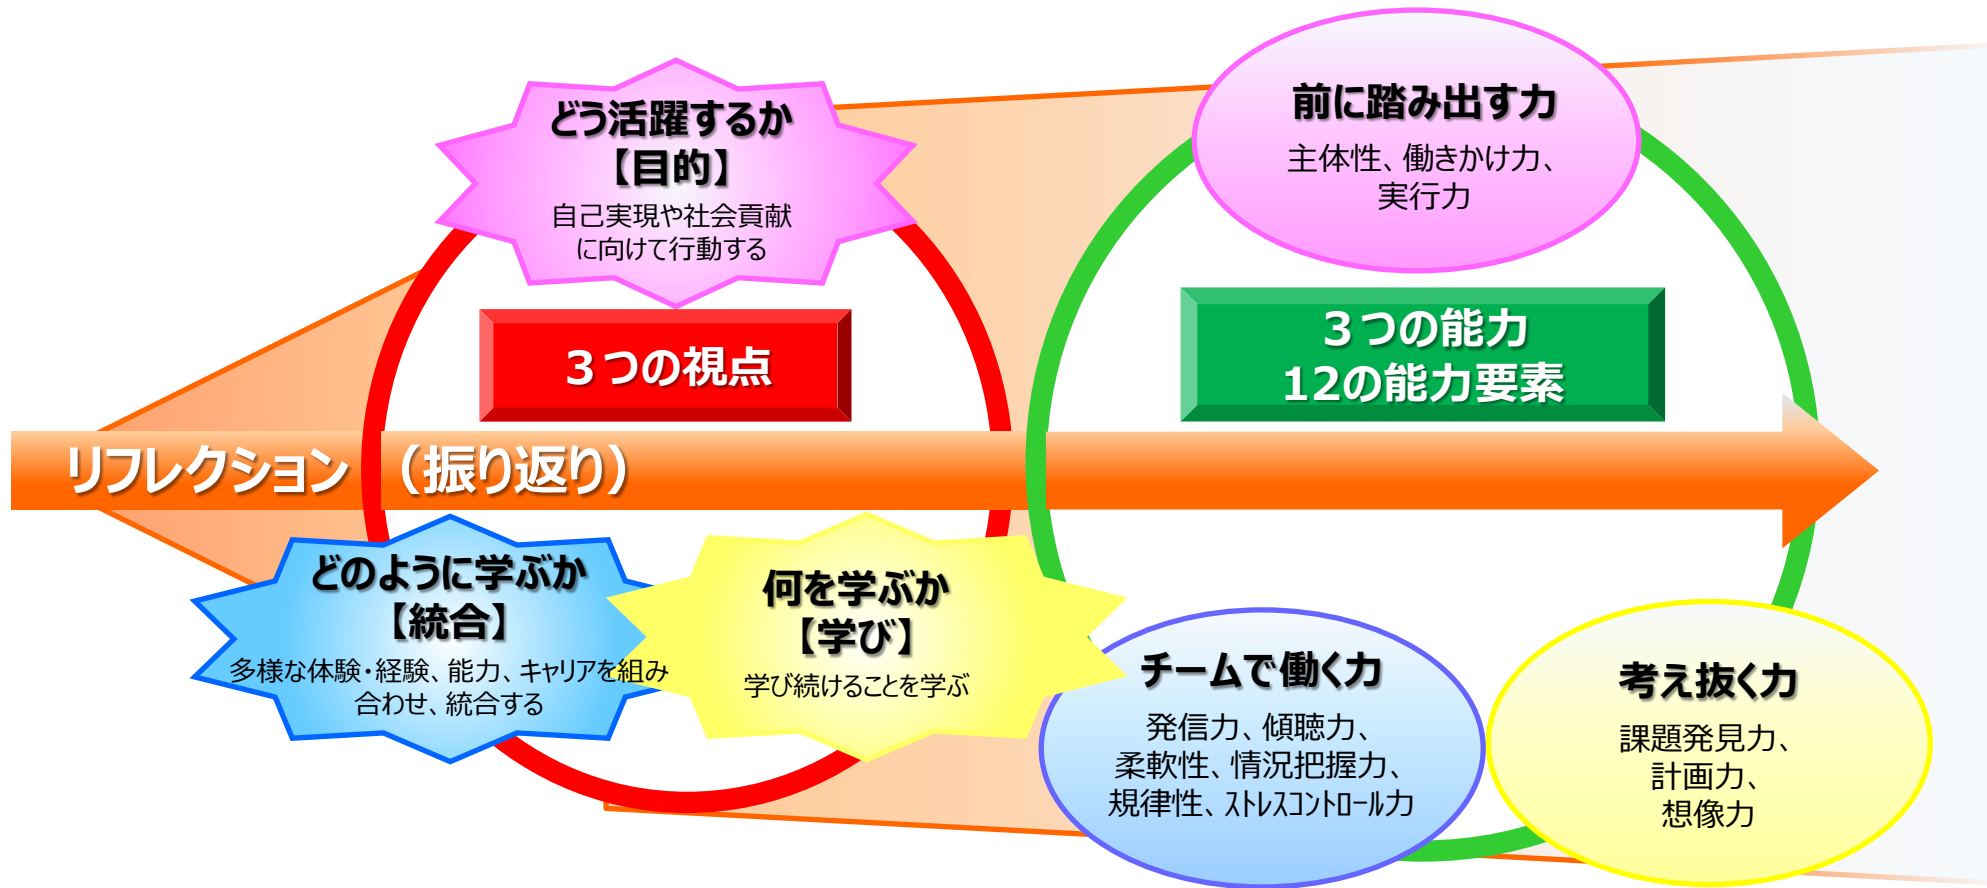 どう活躍するか
【目的】
自己実現や社会貢献
に向けて行動する
3つの視点
リフレクション （振り返り）
どのように学ぶか
【統合】
多様な体験・経験、能力、キャリアを組み
合わせ、統合する
何を学ぶか
【学び】
学び続けることを学ぶ
前に踏み出す力
主体性、働きかけ力、
実行力
3つの能力
12の能力要素
チームで働く力
発信力、傾聴力、
柔軟性、情況把握力、
規律性、ｽﾄﾚｽｺﾝﾄﾛｰﾙ力
考え抜く力
課題発見力、
計画力、
想像力